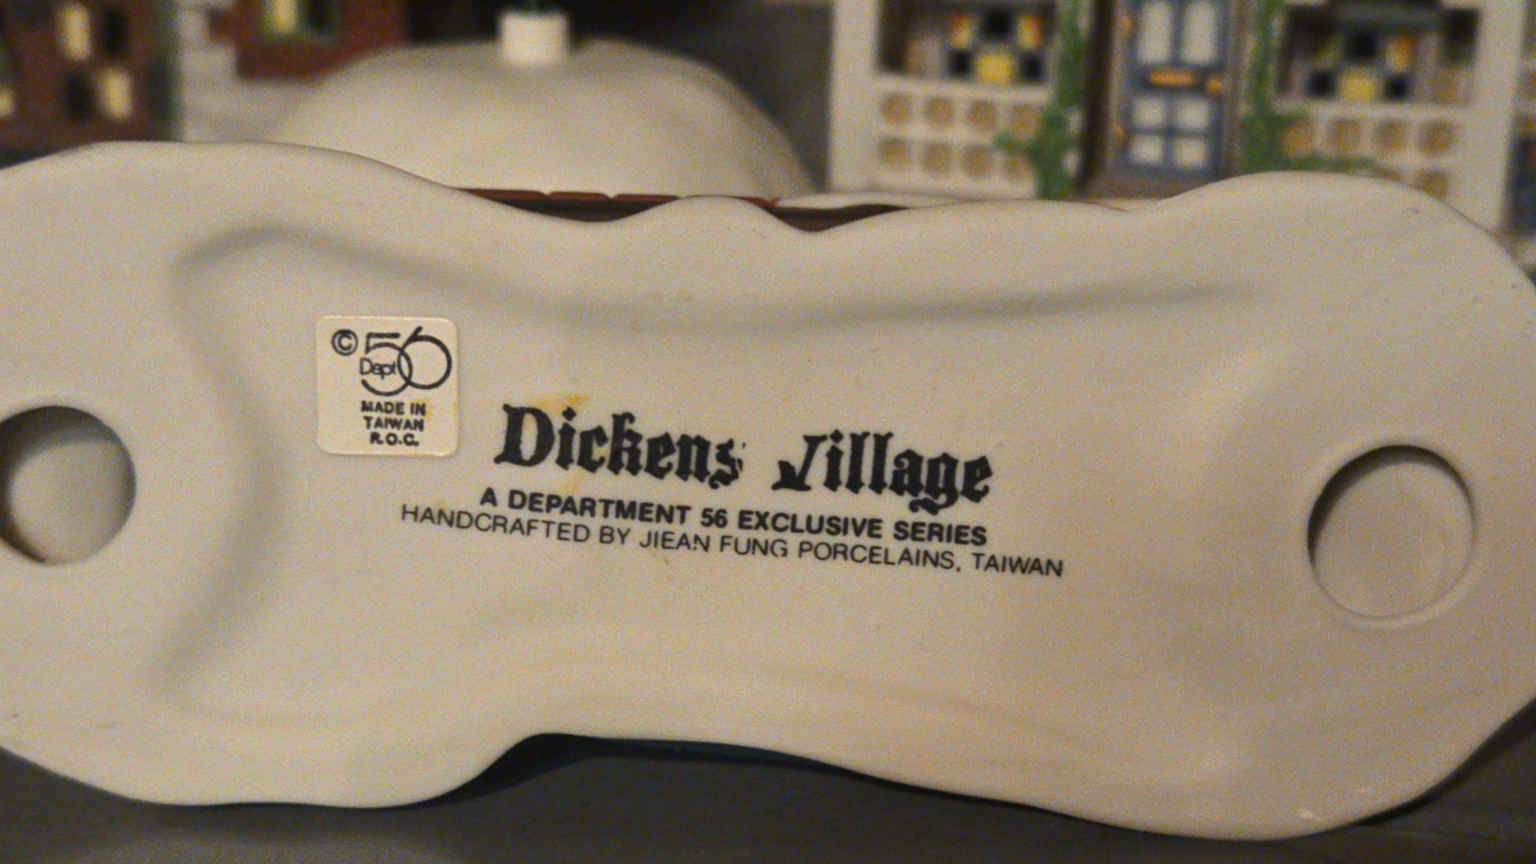 © 56
Dept
MADE IN
TAIWAN
R.O.C.
Dickens Village
A DEPARTMENT 56 EXCLUSIVE SERIES
HANDCRAFTED BY JIEAN FUNG PORCELAINS, TAIWAN